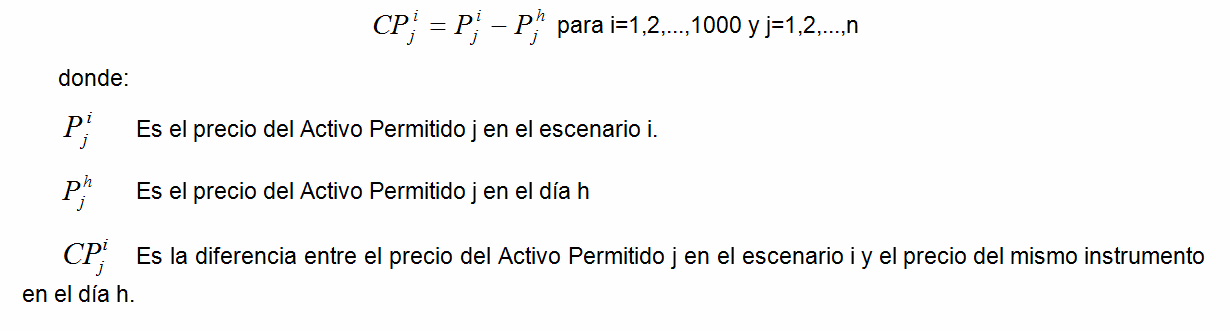 CP_j^i = P_j^i − P_j^h para i=1,2,...,1000 y j=1,2,...,n
donde:
P_j^i Es el precio del Activo Permitido j en el escenario i.
P_j^h Es el precio del Activo Permitido j en el día h
CP_j^i Es la diferencia entre el precio del Activo Permitido j en el escenario i y el precio del mismo instrumento
en el día h.